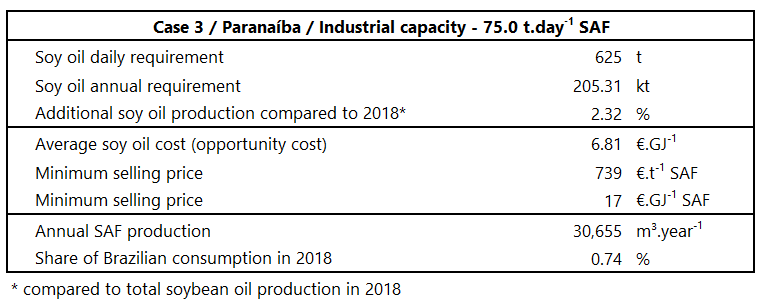 Case 3 / Paranaíba / Industrial capacity - 75.0 t.day⁻¹ SAF
Soy oil daily requirement 625 t
Soy oil annual requirement 205.31 kt
Additional soy oil production compared to 2018* 2.32 %
Average soy oil cost (opportunity cost) 6.81 €.GJ⁻¹
Minimum selling price 739 €.t⁻¹ SAF
Minimum selling price 17 €.GJ⁻¹ SAF
Annual SAF production 30,655 m³.year⁻¹
Share of Brazilian consumption in 2018 0.74 %
* compared to total soybean oil production in 2018